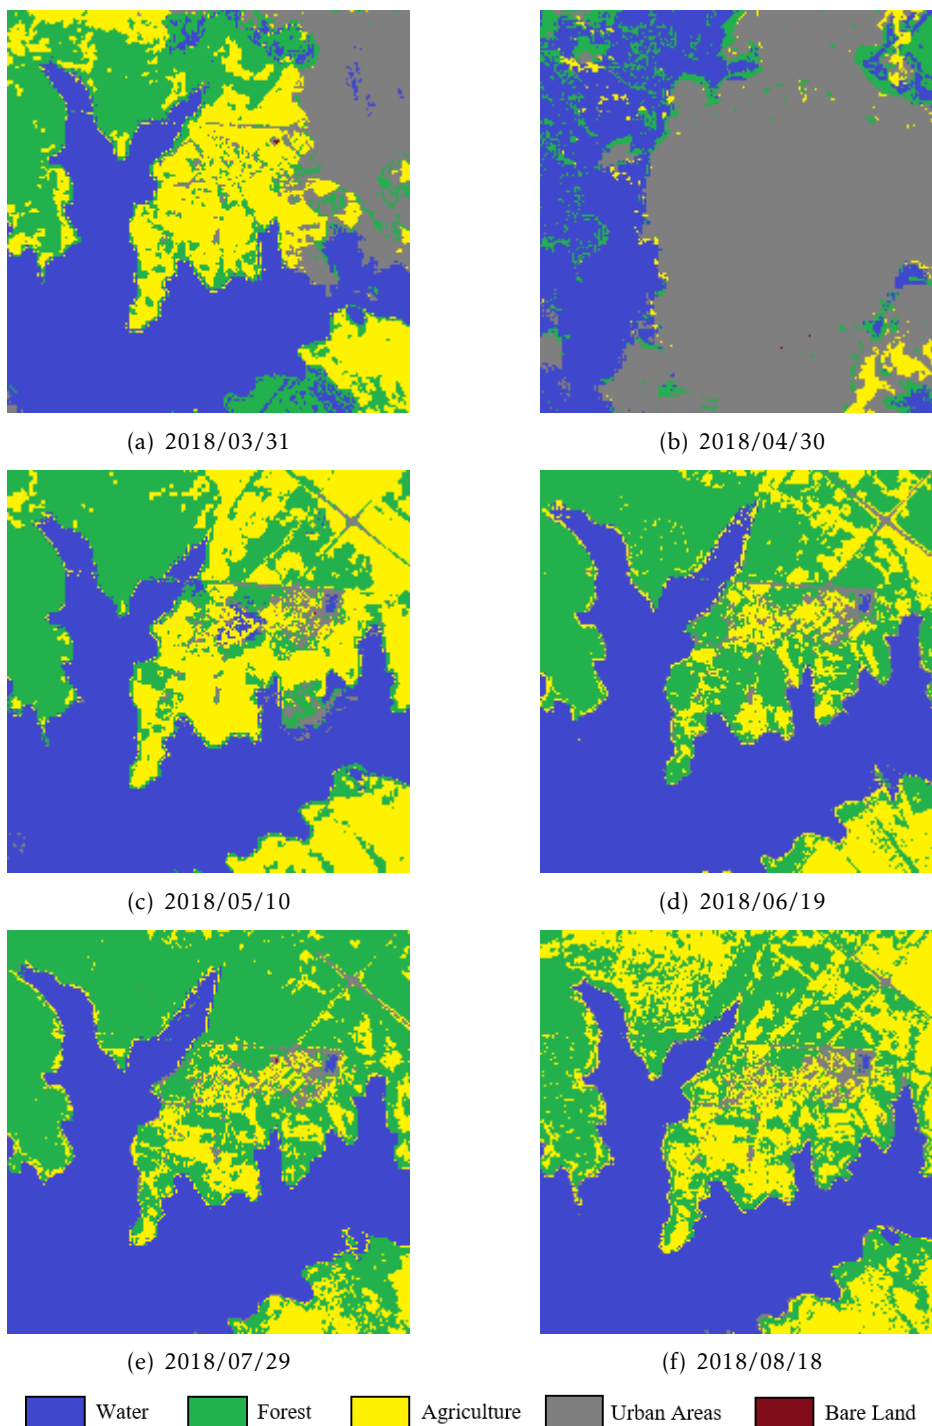 (a) 2018/03/31
(b) 2018/04/30
(c) 2018/05/10
(d) 2018/06/19
(e) 2018/07/29
(f) 2018/08/18
Water Forest Agriculture Urban Areas Bare Land